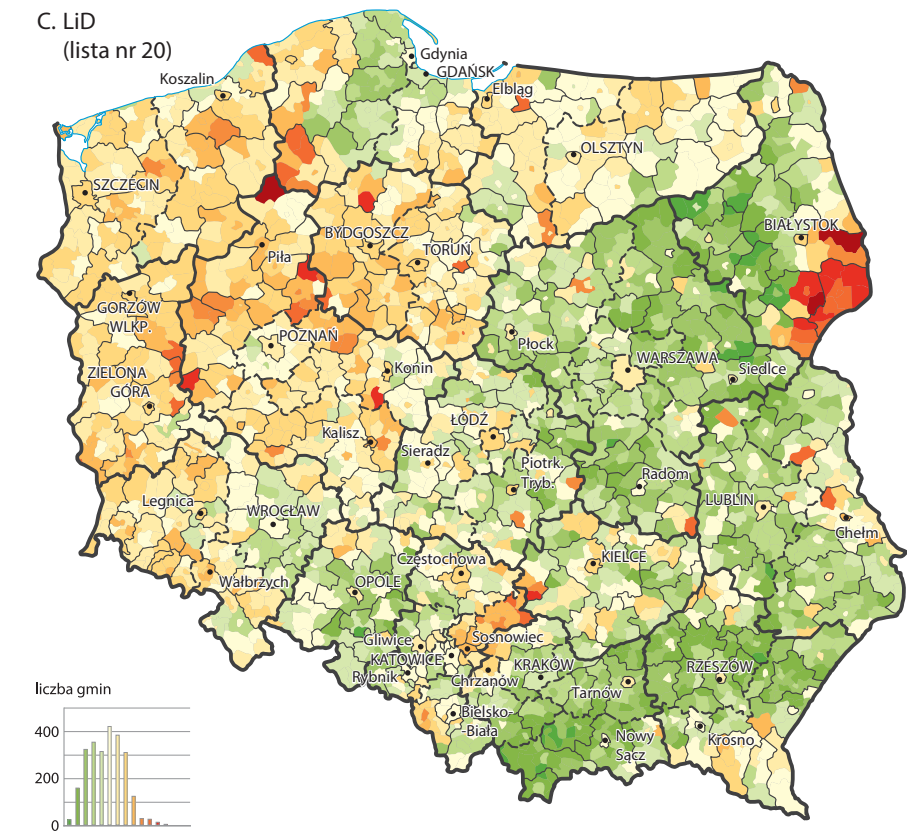 C. LiD
(lista nr 20)
Gdynia
GDAŃSK
Koszalin
Elbląg
OLSZTYN
SZCZECIN
BIAŁYSTOK
BYDGOSZCZ
TORUŃ
Piła
GORZÓW
WLKP.
POZNAŃ
Płock
WARSZAWA
Siedlce
ZIELONA
GÓRA
Konin
Kalisz
ŁÓDŹ
Sieradz
Piotrk.
Tryb.
Radom
LUBLIN
Legnica
WROCŁAW
Chełm
Wałbrzych
Częstochowa
KIELCE
OPOLE
Gliwice
Sosnowiec
KATOWICE
Rybnik
Chrzanów
KRAKÓW
RZESZÓW
Tarnów
Bielsko-
-Biała
Nowy
Sącz
Krosno
liczba gmin
400
200
0